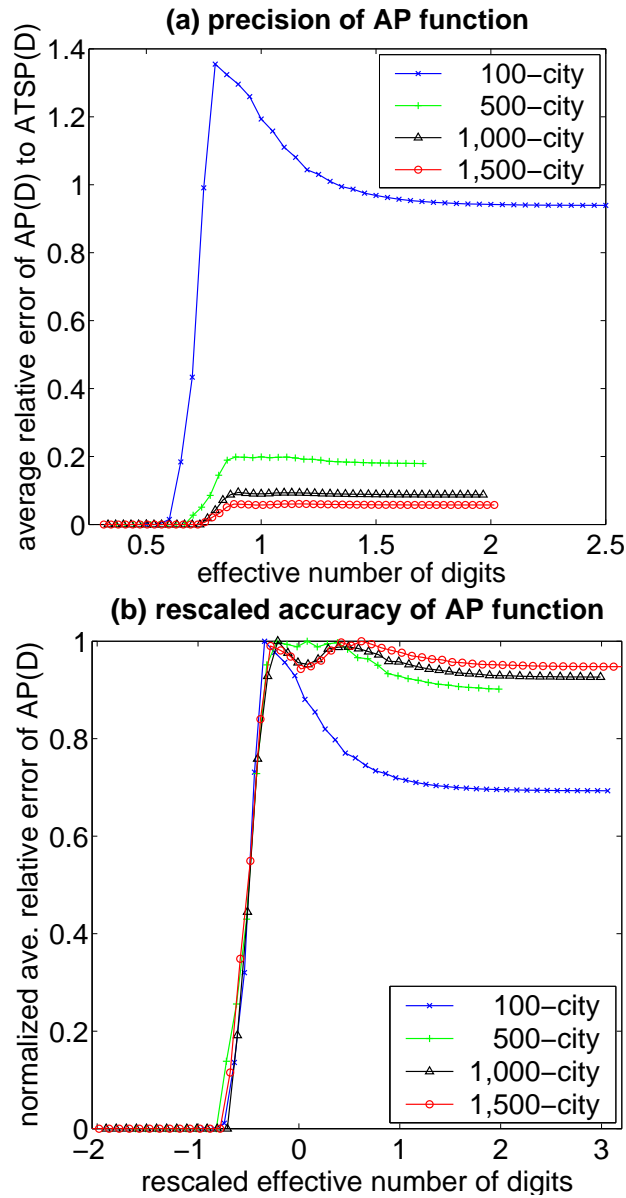 (a) precision of AP function
average relative error of AP(D) to ATSP(D)
1.4
1.2
1
0.8
0.6
0.4
0.2
0
100−city
500−city
1,000−city
1,500−city
0.5 1 1.5 2 2.5
effective number of digits
(b) rescaled accuracy of AP function
normalized ave. relative error of AP(D)
1
0.8
0.6
0.4
0.2
0
100−city
500−city
1,000−city
1,500−city
−2 −1 0 1 2 3
rescaled effective number of digits